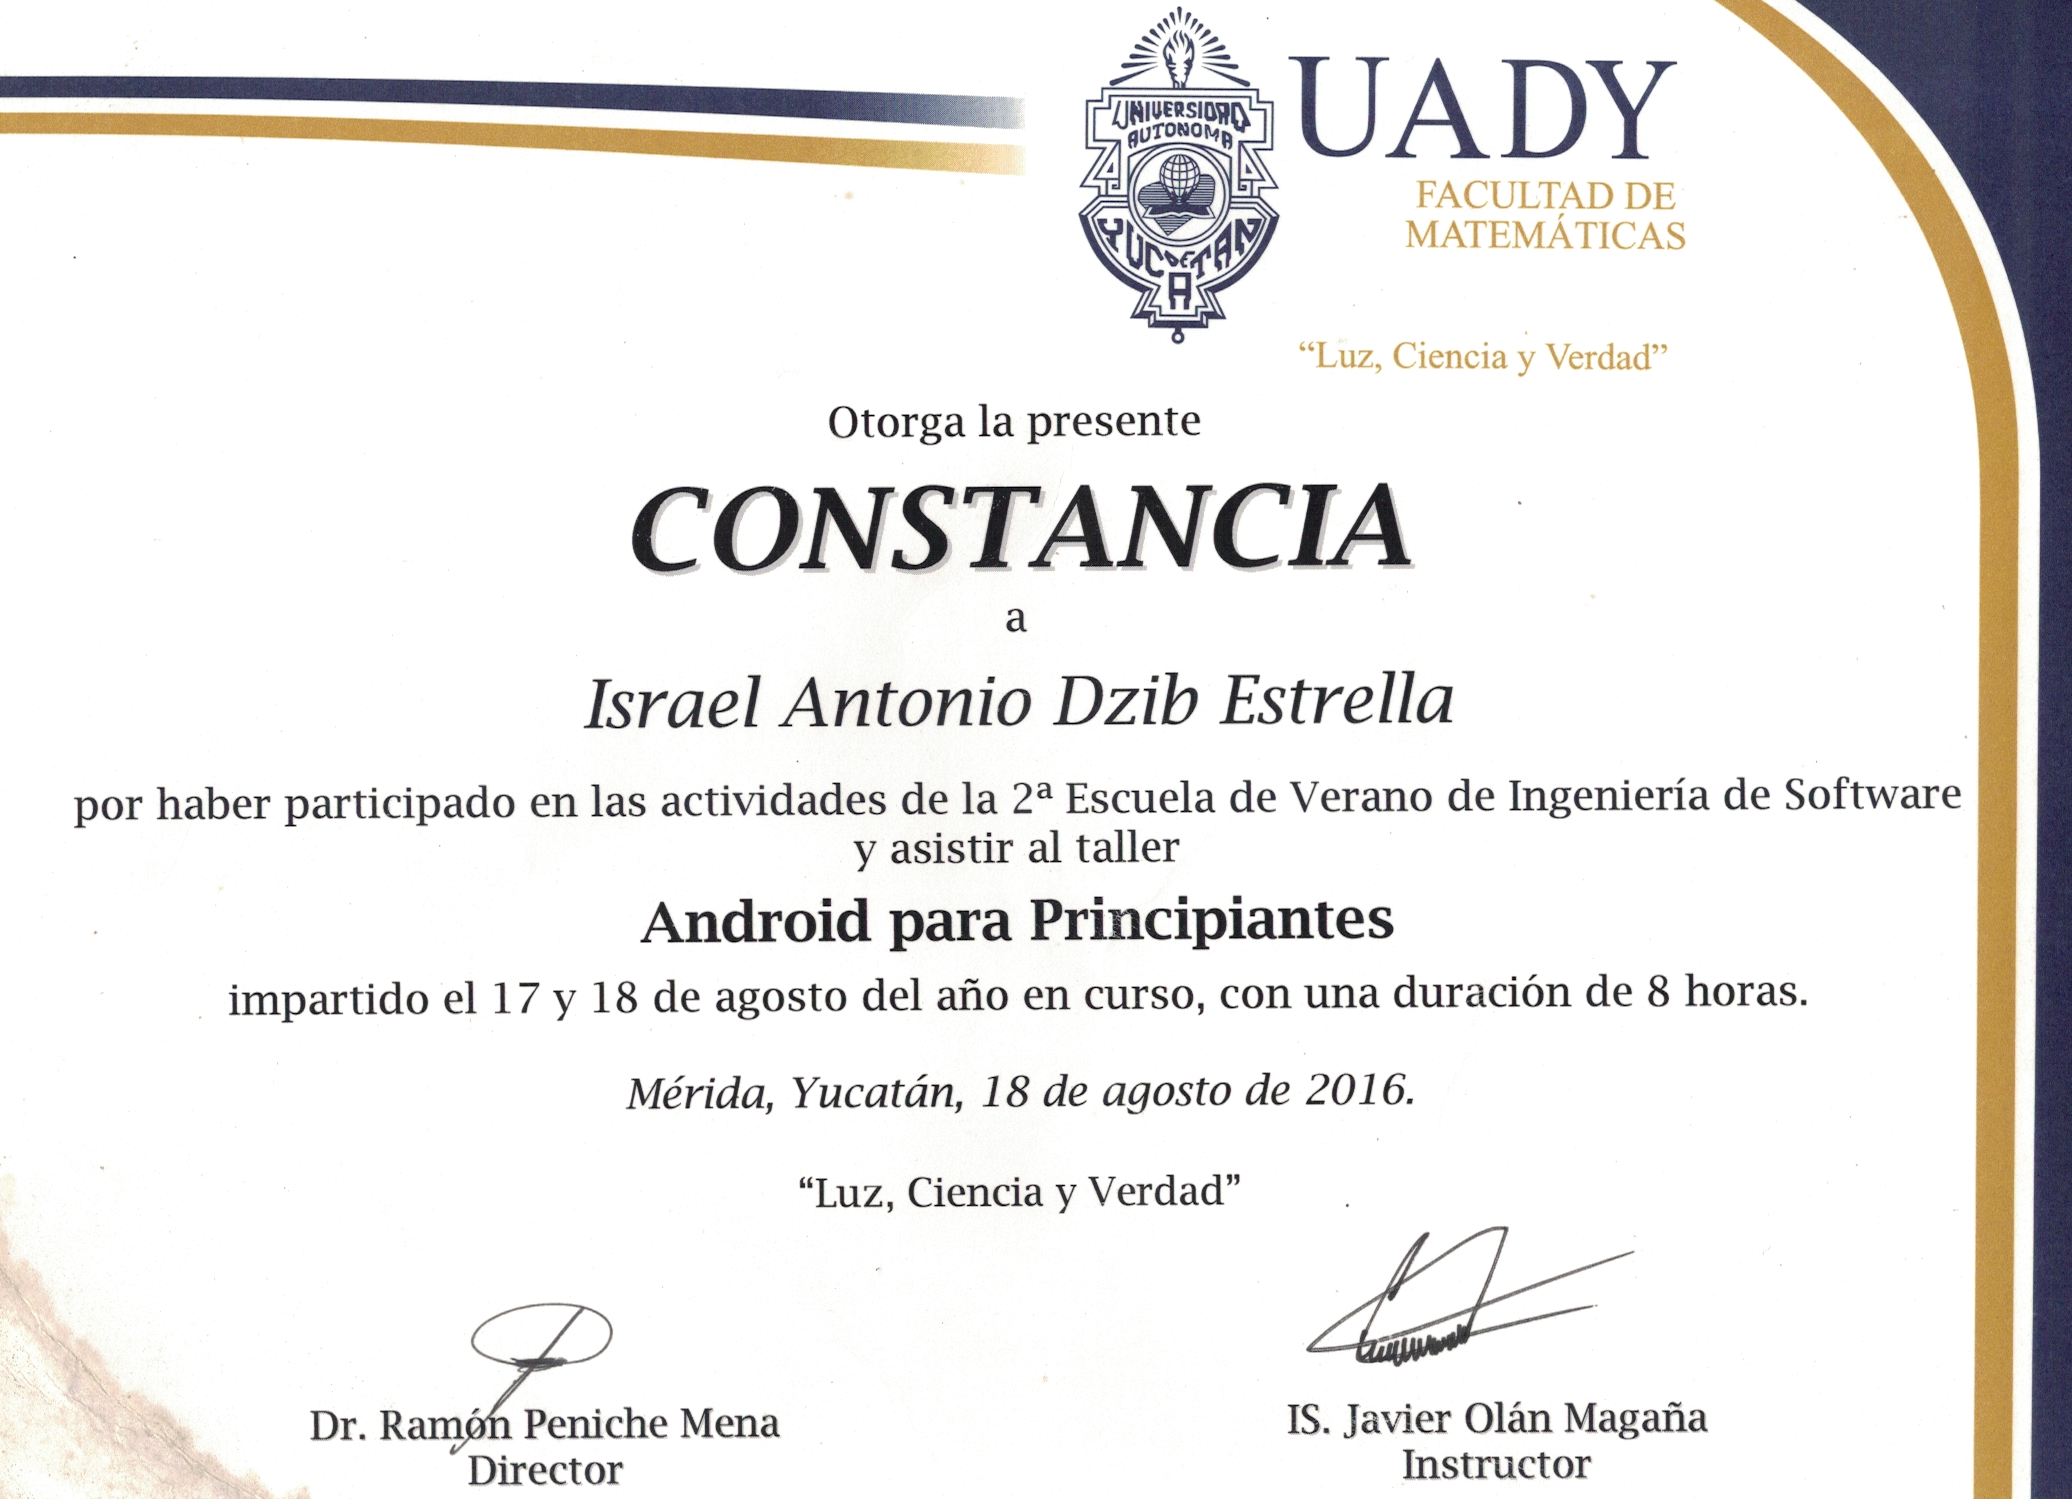 UNIVERSIDAD
AUTONOMA
DE
YUCATAN
UADY
FACULTAD DE
MATEMÁTICAS
“Luz, Ciencia y Verdad”
Otorga la presente
CONSTANCIA
a
Israel Antonio Dzib Estrella
por haber participado en las actividades de la 2ª Escuela de Verano de Ingeniería de Software
y asistir al taller
Android para Principiantes
impartido el 17 y 18 de agosto del año en curso, con una duración de 8 horas.
Mérida, Yucatán, 18 de agosto de 2016.
“Luz, Ciencia y Verdad”
Dr. Ramón Peniche Mena
Director
IS. Javier Olán Magaña
Instructor